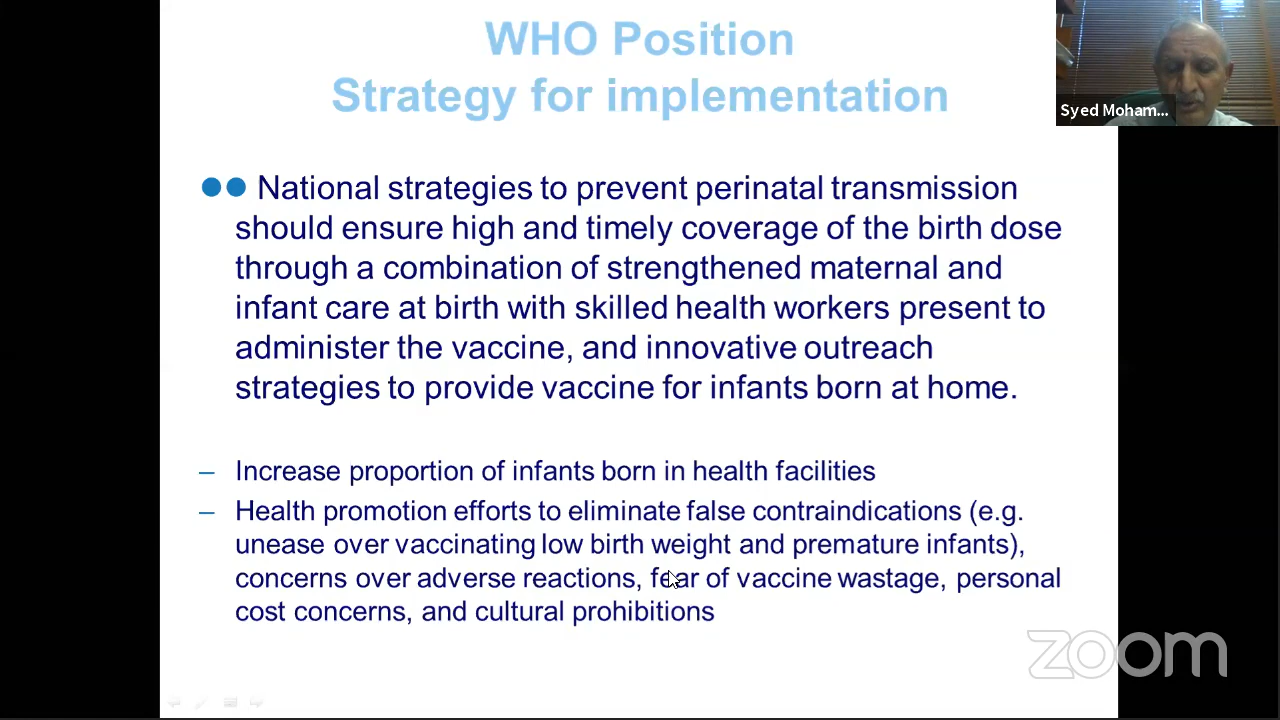 WHO Position
Strategy for implementation
Syed Moham...
●● National strategies to prevent perinatal transmission
should ensure high and timely coverage of the birth dose
through a combination of strengthened maternal and
infant care at birth with skilled health workers present to
administer the vaccine, and innovative outreach
strategies to provide vaccine for infants born at home.
– Increase proportion of infants born in health facilities
– Health promotion efforts to eliminate false contraindications (e.g.
unease over vaccinating low birth weight and premature infants),
concerns over adverse reactions, fear of vaccine wastage, personal
cost concerns, and cultural prohibitions
zoom